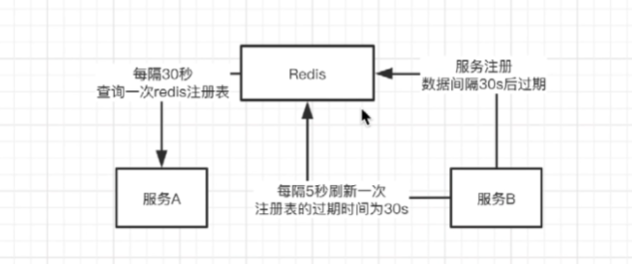 每隔30秒
查询一次redis注册表
Redis
服务注册
数据间隔30s后过期
每隔5秒刷新一次
注册表的过期时间为30s
服务A
服务B